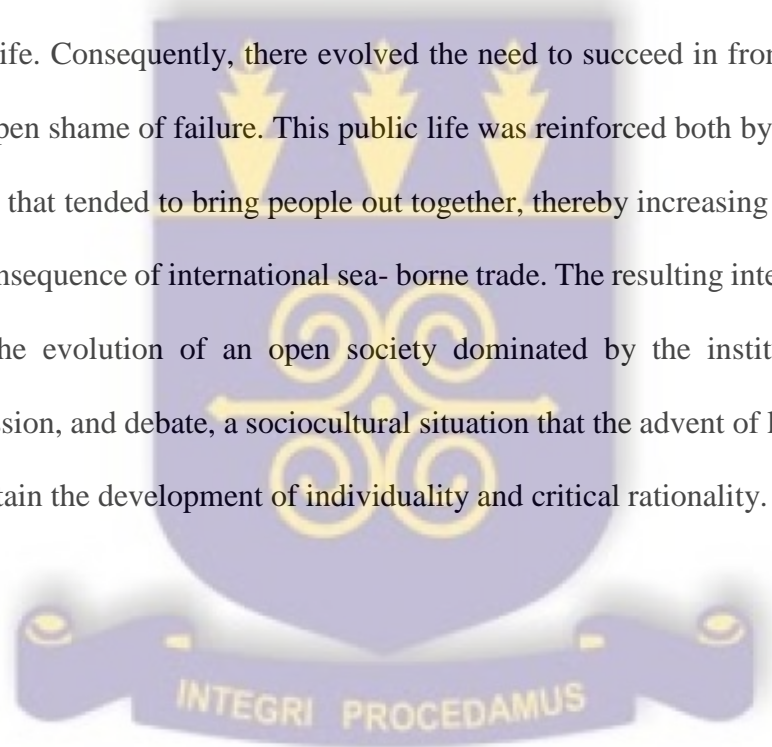 ife. Consequently, there evolved the need to succeed in fron
pen shame of failure. This public life was reinforced both by
that tended to bring people out together, thereby increasing
nsequence of international sea- borne trade. The resulting inte
he evolution of an open society dominated by the instit
ssion, and debate, a sociocultural situation that the advent of
tain the development of individuality and critical rationality.
INTEGRI PROCEDAMUS